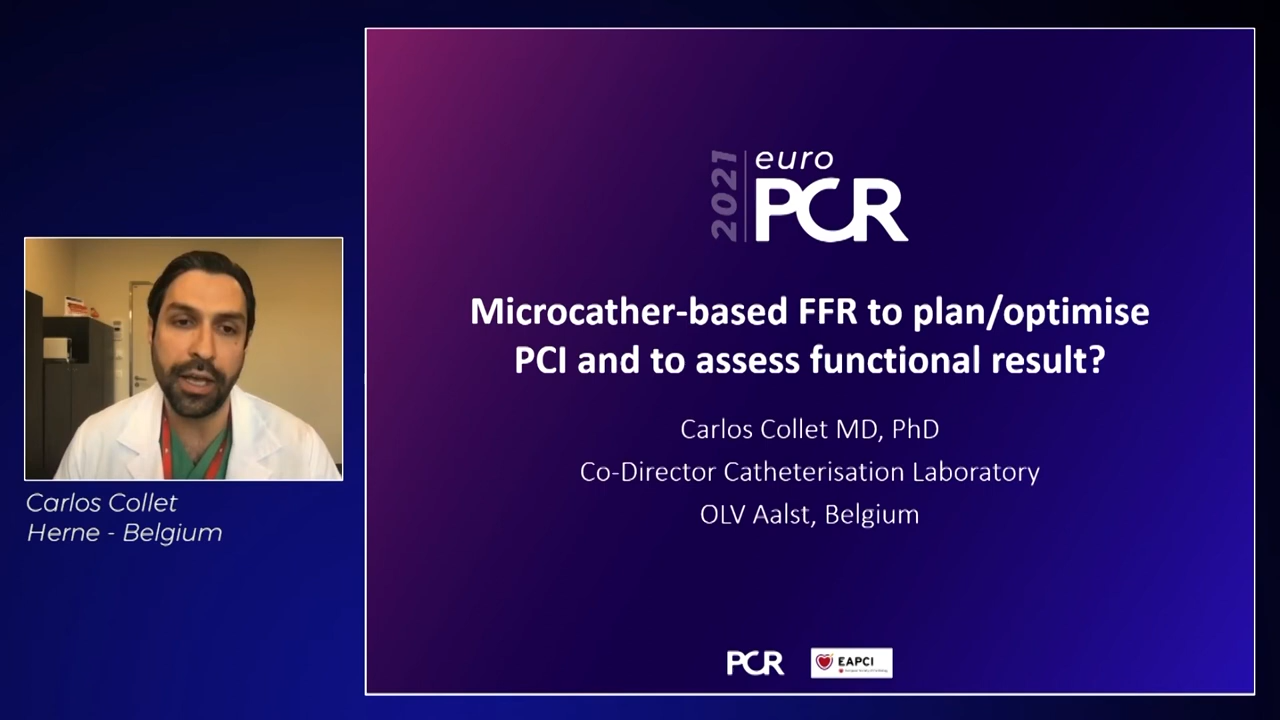 2021
euro
PCR
Microcather-based FFR to plan/optimise
PCI and to assess functional result?
Carlos Collet MD, PhD
Co-Director Catheterisation Laboratory
OLV Aalst, Belgium
Carlos Collet
Herne - Belgium
PCR
EAPCI